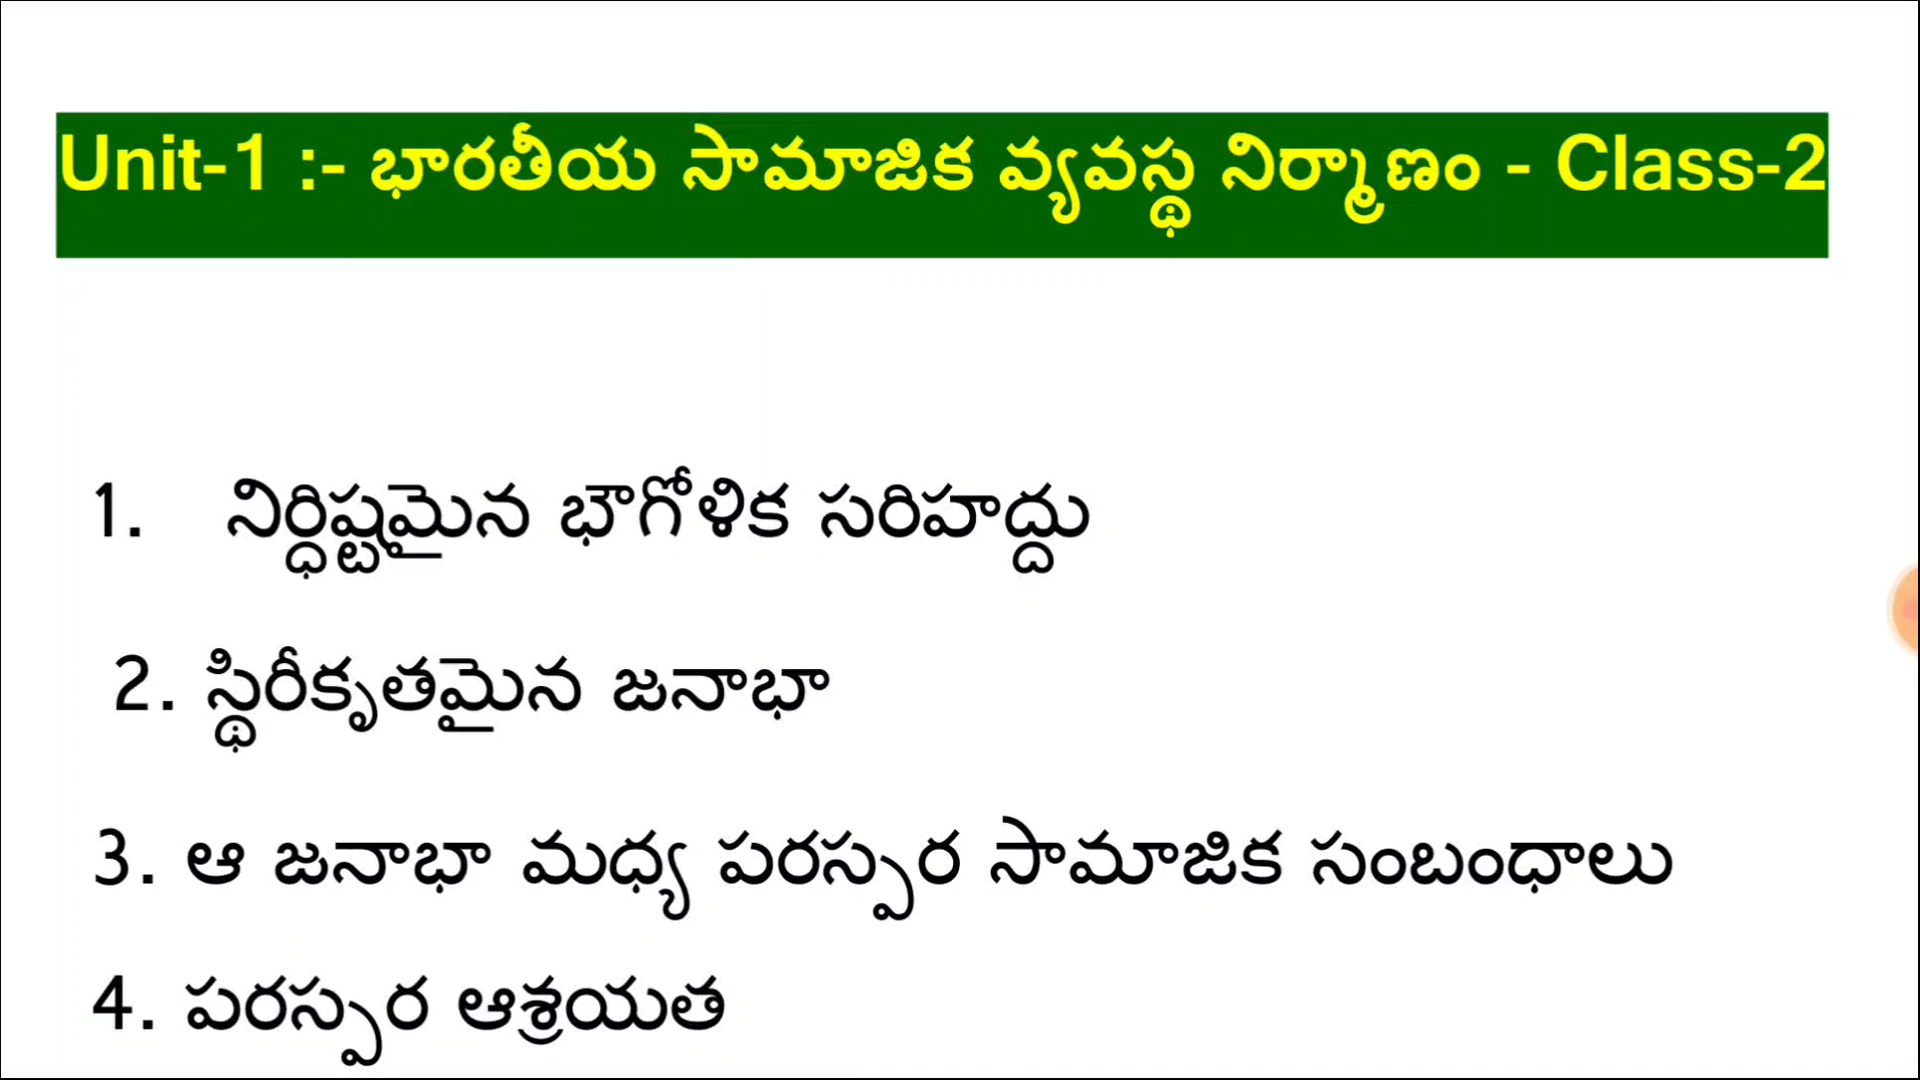 Unit-1 :- భారతీయ సామాజిక వ్యవస్థ నిర్మాణం - Class-2
1. నిర్ధిష్టమైన భౌగోళిక సరిహద్దు
2. స్థిరీకృతమైన జనాభా
3. ఆ జనాభా మధ్య పరస్పర సామాజిక సంబంధాలు
4. పరస్పర ఆశ్రయత